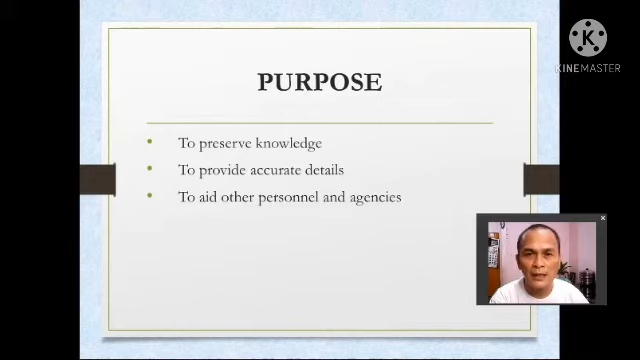 KINEMASTER
PURPOSE
To preserve knowledge
To provide accurate details
To aid other personnel and agencies